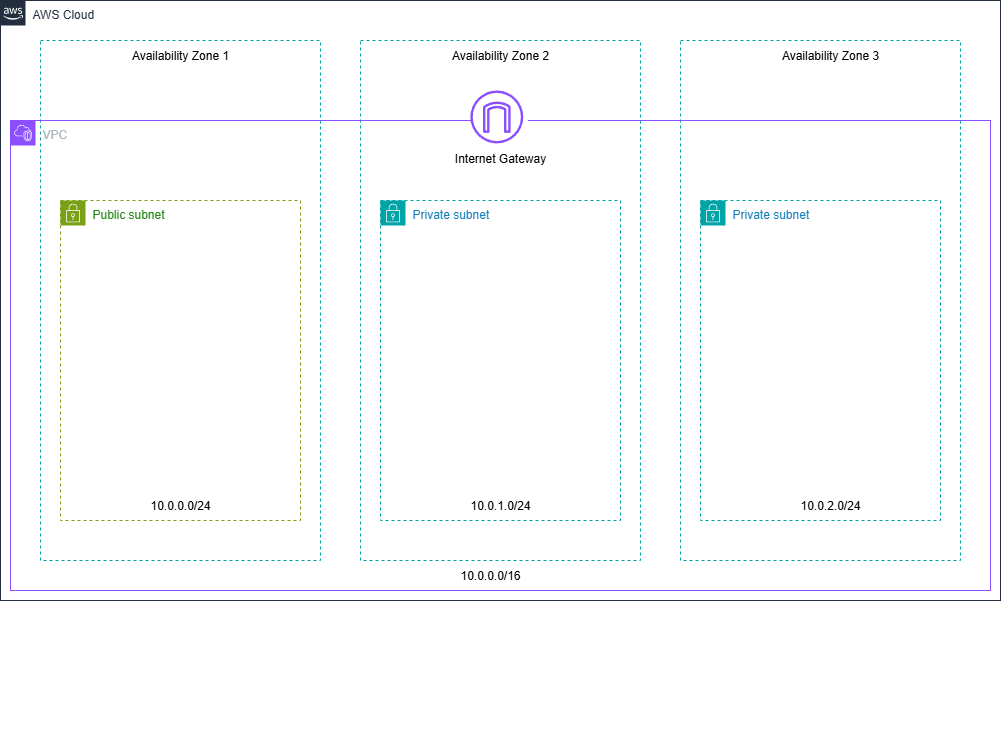 aws
AWS Cloud
Availability Zone 1
Availability Zone 2
Availability Zone 3
VPC
Internet Gateway
Public subnet
Private subnet
Private subnet
10.0.0.0/24
10.0.1.0/24
10.0.2.0/24
10.0.0.0/16